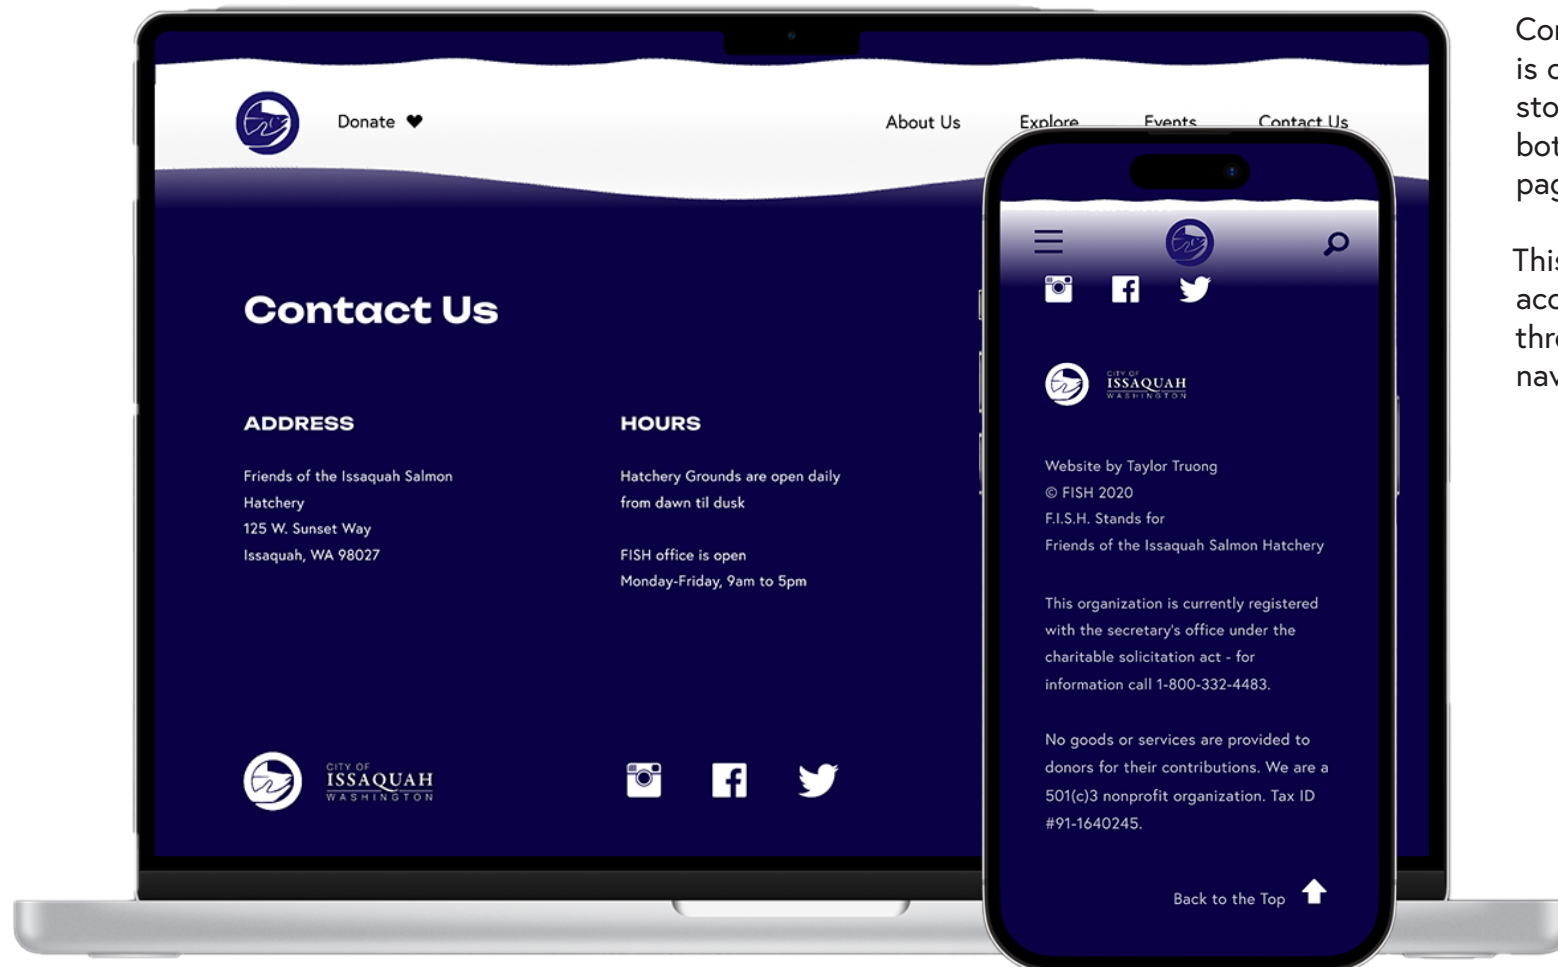 Donate
About Us
Explore
Events
Contact Us
Contact Us
ADDRESS
Friends of the Issaquah Salmon
Hatchery
125 W. Sunset Way
Issaquah, WA 98027
HOURS
Hatchery Grounds are open daily
from dawn til dusk
FISH office is open
Monday-Friday, 9am to 5pm
CITY OF
ISSAQUAH
WASHINGTON
CITY OF
ISSAQUAH
WASHINGTON
Website by Taylor Truong
© FISH 2020
F.I.S.H. Stands for
Friends of the Issaquah Salmon Hatchery
This organization is currently registered
with the secretary's office under the
charitable solicitation act - for
information call 1-800-332-4483.
No goods or services are provided to
donors for their contributions. We are a
501(c)3 nonprofit organization. Tax ID
#91-1640245.
Back to the Top
is
This